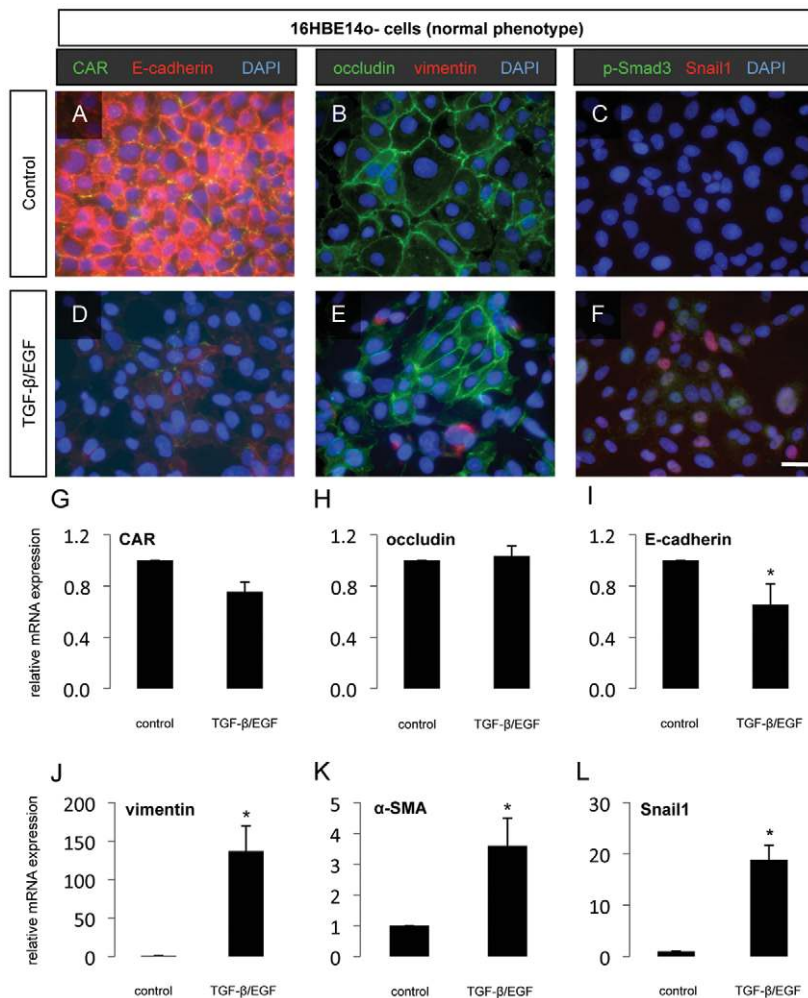 16HBE14o- cells (normal phenotype)
CAR E-cadherin DAPI
occludin vimentin DAPI
p-Smad3 Snail1 DAPI
Control
A
B
C
TGF-β/EGF
D
E
F
G
CAR
relative mRNA expression
1.2
0.8
0.4
0.0
control TGF-β/EGF
H
occludin
1.2
0.8
0.4
0.0
control TGF-β/EGF
I
E-cadherin
1.2
0.8
0.4
0.0
*
control TGF-β/EGF
J
vimentin
relative mRNA expression
200
150
100
50
0
*
control TGF-β/EGF
K
α-SMA
5
4
3
2
1
0
*
control TGF-β/EGF
L
Snail1
30
20
10
0
*
control TGF-β/EGF